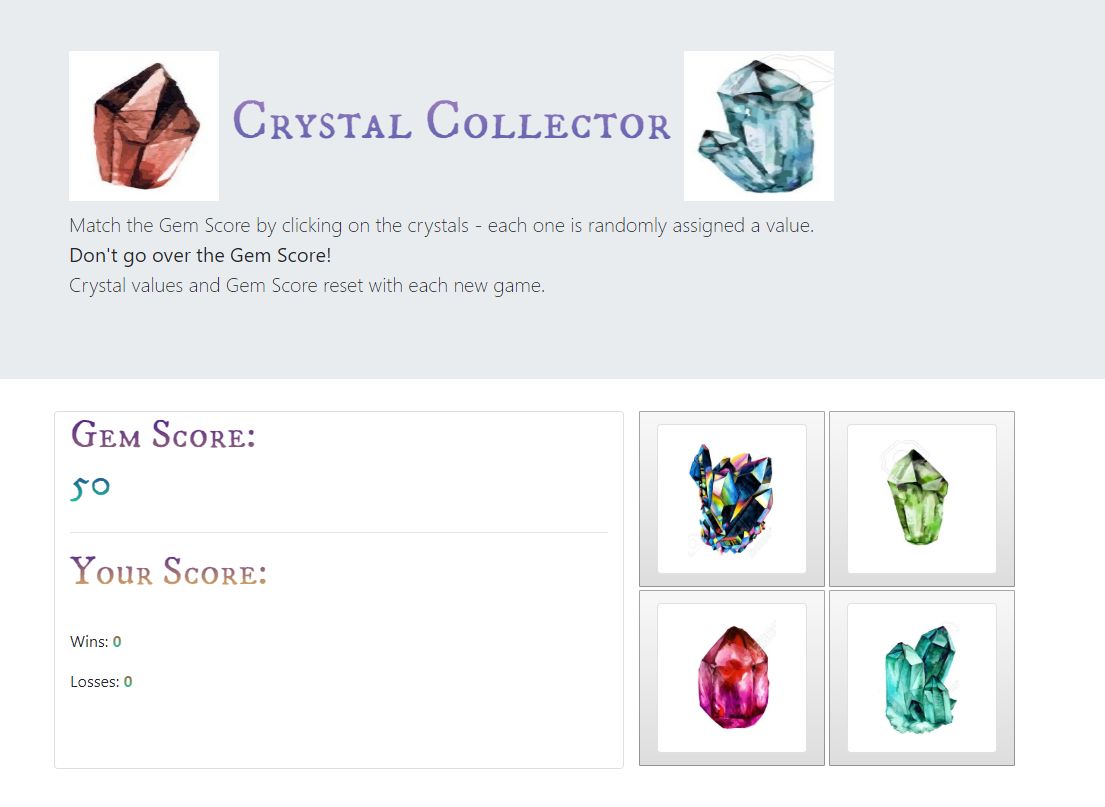 Crystal Collector
Match the Gem Score by clicking on the crystals - each one is randomly assigned a value.
Don't go over the Gem Score!
Crystal values and Gem Score reset with each new game.
Gem Score:
50
Your Score:
Wins: 0
Losses: 0